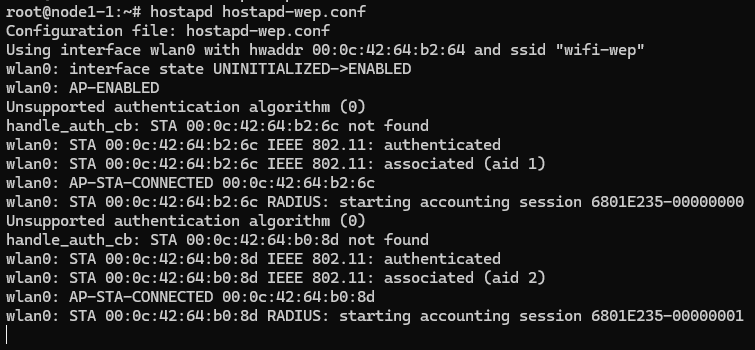 root@node1-1:~# hostapd hostapd-wep.conf
Configuration file: hostapd-wep.conf
Using interface wlan0 with hwaddr 00:0c:42:64:b2:64 and ssid "wifi-wep"
wlan0: interface state UNINITIALIZED->ENABLED
wlan0: AP-ENABLED
Unsupported authentication algorithm (0)
handle_auth_cb: STA 00:0c:42:64:b2:6c not found
wlan0: STA 00:0c:42:64:b2:6c IEEE 802.11: authenticated
wlan0: STA 00:0c:42:64:b2:6c IEEE 802.11: associated (aid 1)
wlan0: AP-STA-CONNECTED 00:0c:42:64:b2:6c
wlan0: STA 00:0c:42:64:b2:6c RADIUS: starting accounting session 6801E235-00000000
Unsupported authentication algorithm (0)
handle_auth_cb: STA 00:0c:42:64:b0:8d not found
wlan0: STA 00:0c:42:64:b0:8d IEEE 802.11: authenticated
wlan0: STA 00:0c:42:64:b0:8d IEEE 802.11: associated (aid 2)
wlan0: AP-STA-CONNECTED 00:0c:42:64:b0:8d
wlan0: STA 00:0c:42:64:b0:8d RADIUS: starting accounting session 6801E235-00000001